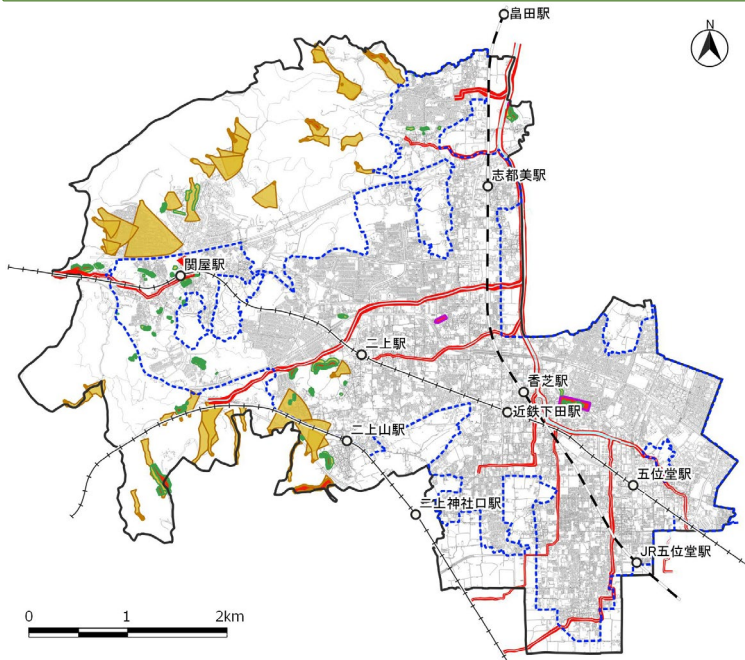 畠田駅
N
志都美駅
関屋駅
二上駅
香芝駅
近鉄下田駅
二上山駅
五位堂駅
二上神社口駅
JR五位堂駅
0 1 2km